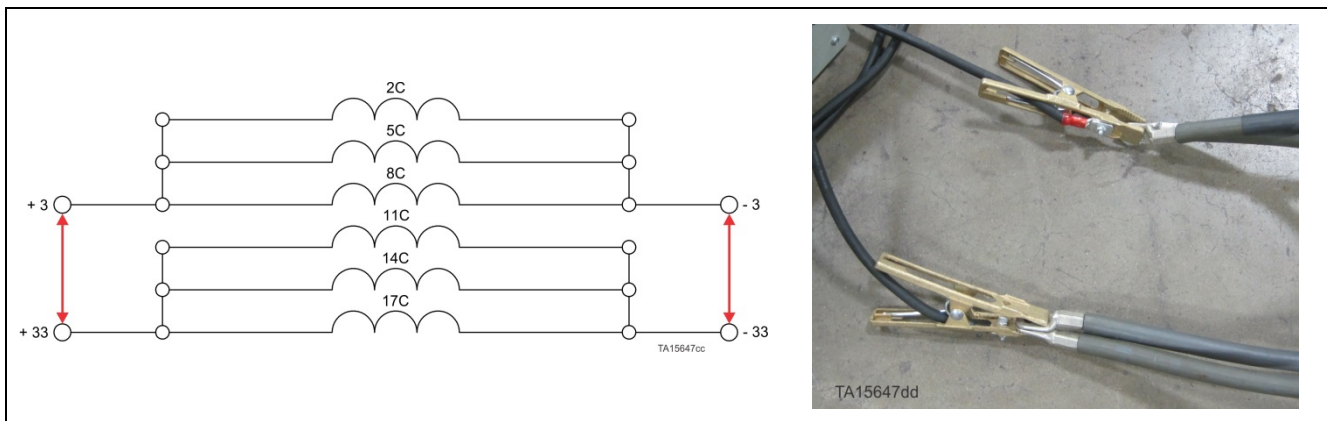 2C
5C
8C
+ 3
- 3
11C
14C
17C
+ 33
- 33
TA15647cc
TA15647dd